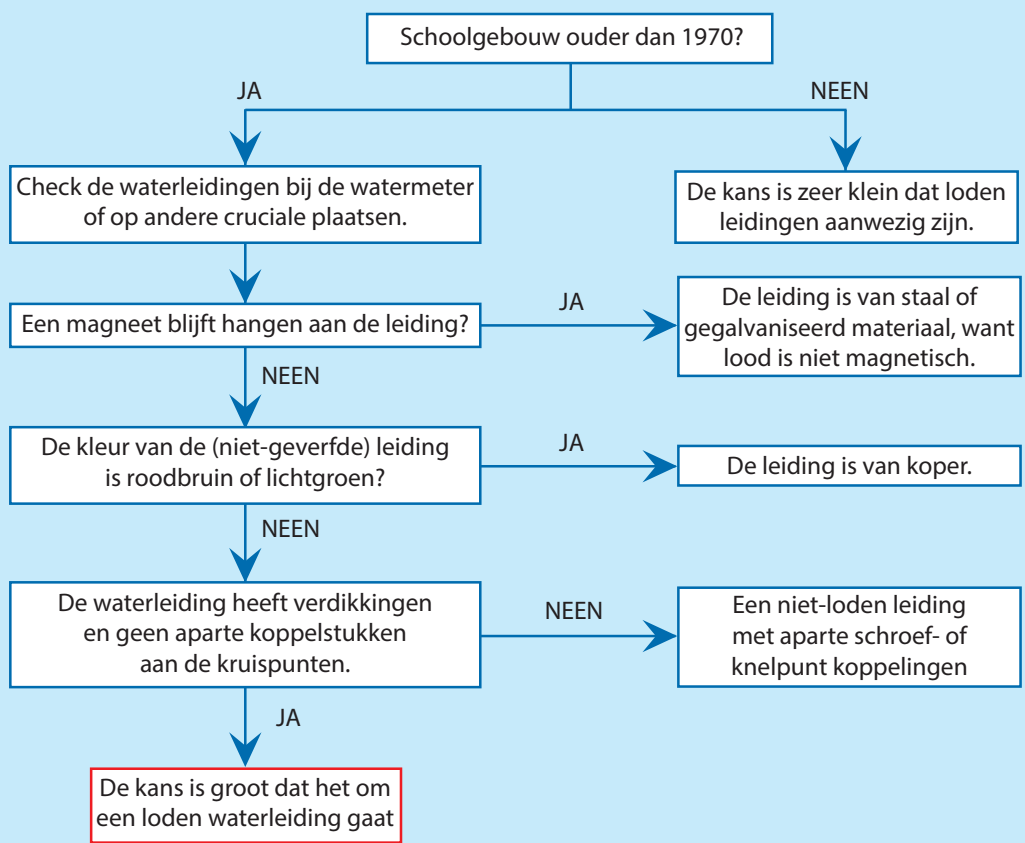 Schoolgebouw ouder dan 1970?
JA
NEEN
Check de waterleidingen bij de watermeter
of op andere cruciale plaatsen.
De kans is zeer klein dat loden
leidingen aanwezig zijn.
Een magneet blijft hangen aan de leiding?
JA
De leiding is van staal of
gegalvaniseerd materiaal, want
lood is niet magnetisch.
NEEN
De kleur van de (niet-geverfde) leiding
is roodbruin of lichtgroen?
JA
De leiding is van koper.
NEEN
De waterleiding heeft verdikkingen
en geen aparte koppelstukken
aan de kruispunten.
NEEN
Een niet-loden leiding
met aparte schroef- of
knelpunt koppelingen
JA
De kans is groot dat het om
een loden waterleiding gaat